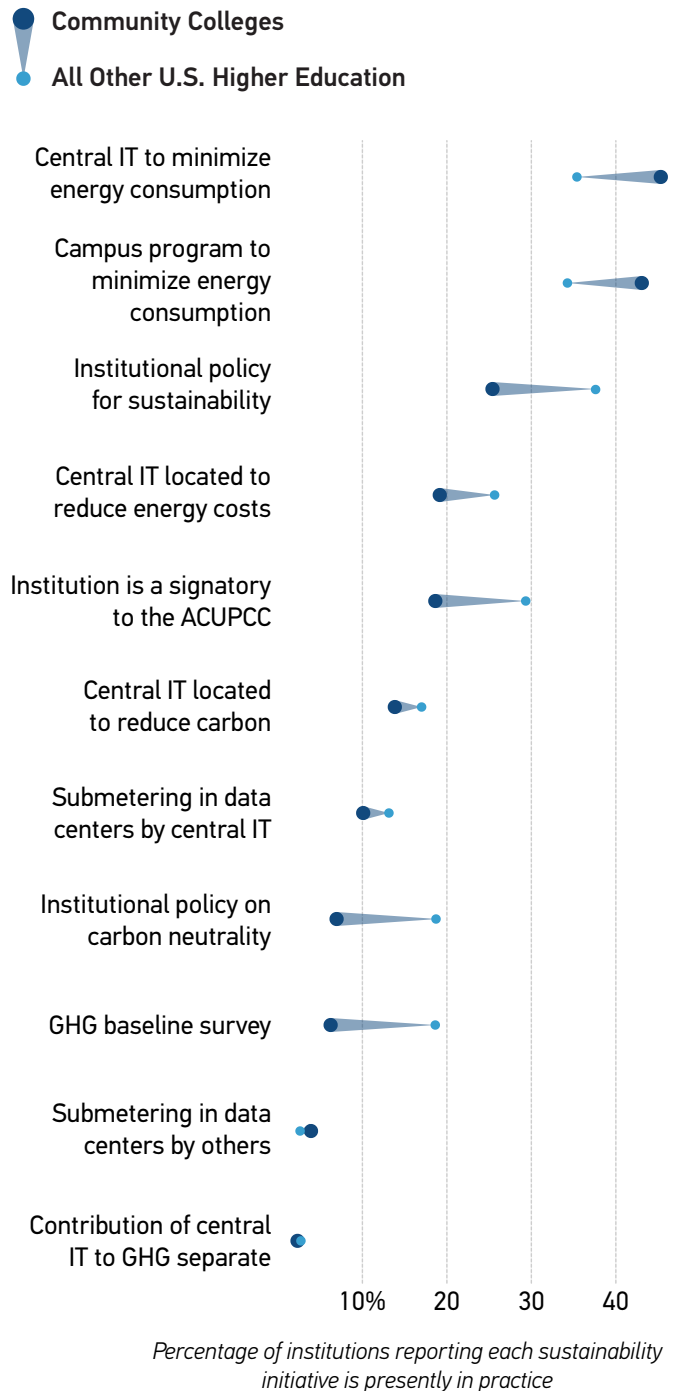 Community Colleges
All Other U.S. Higher Education
Central IT to minimize
energy consumption
Campus program to
minimize energy
consumption
Institutional policy
for sustainability
Central IT located to
reduce energy costs
Institution is a signatory
to the ACUPCC
Central IT located
to reduce carbon
Submetering in data
centers by central IT
Institutional policy on
carbon neutrality
GHG baseline survey
Submetering in data
centers by others
Contribution of central
IT to GHG separate
10% 20 30 40
Percentage of institutions reporting each sustainability
initiative is presently in practice